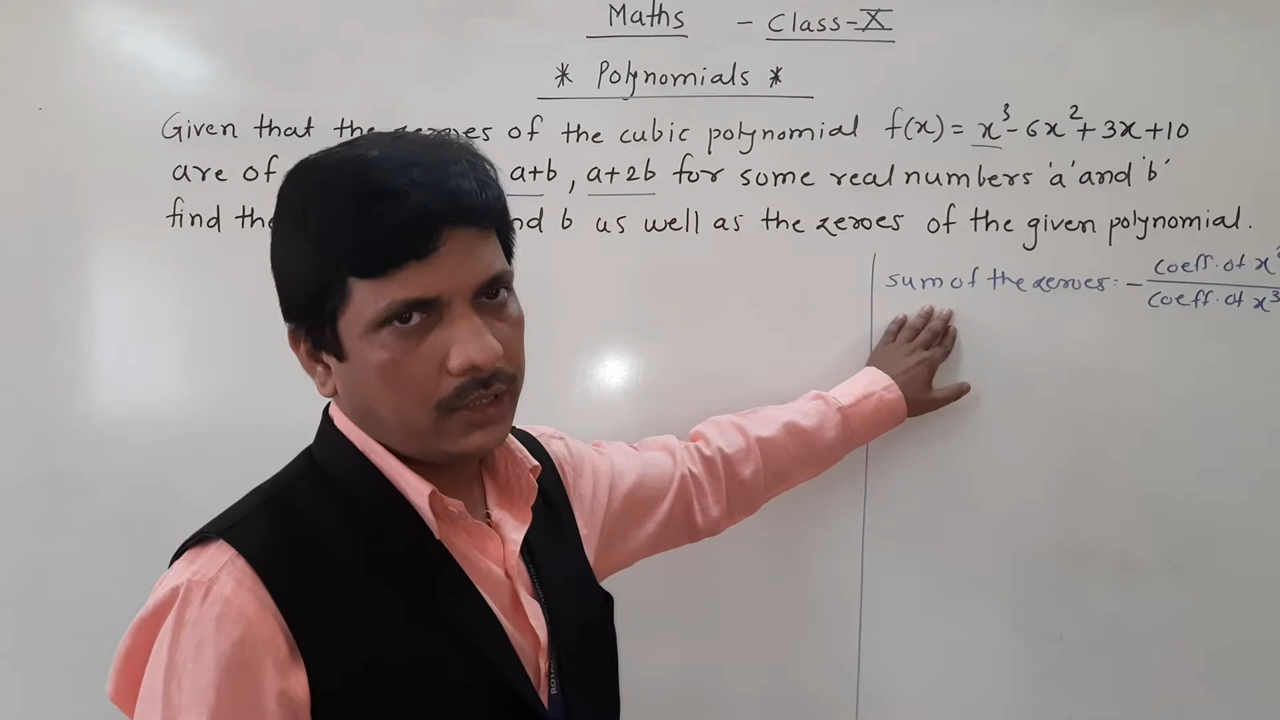 Maths - Class-X
* Polynomials *
Given that the zeroes of the cubic polynomial f(x) = x³-6x²+3x+10
are of a+b, a+2b for some real numbers 'a' and 'b'
find the b as well as the zeroes of the given polynomial.
sum of the zeroes = - coeff. of x² / coeff. of x³